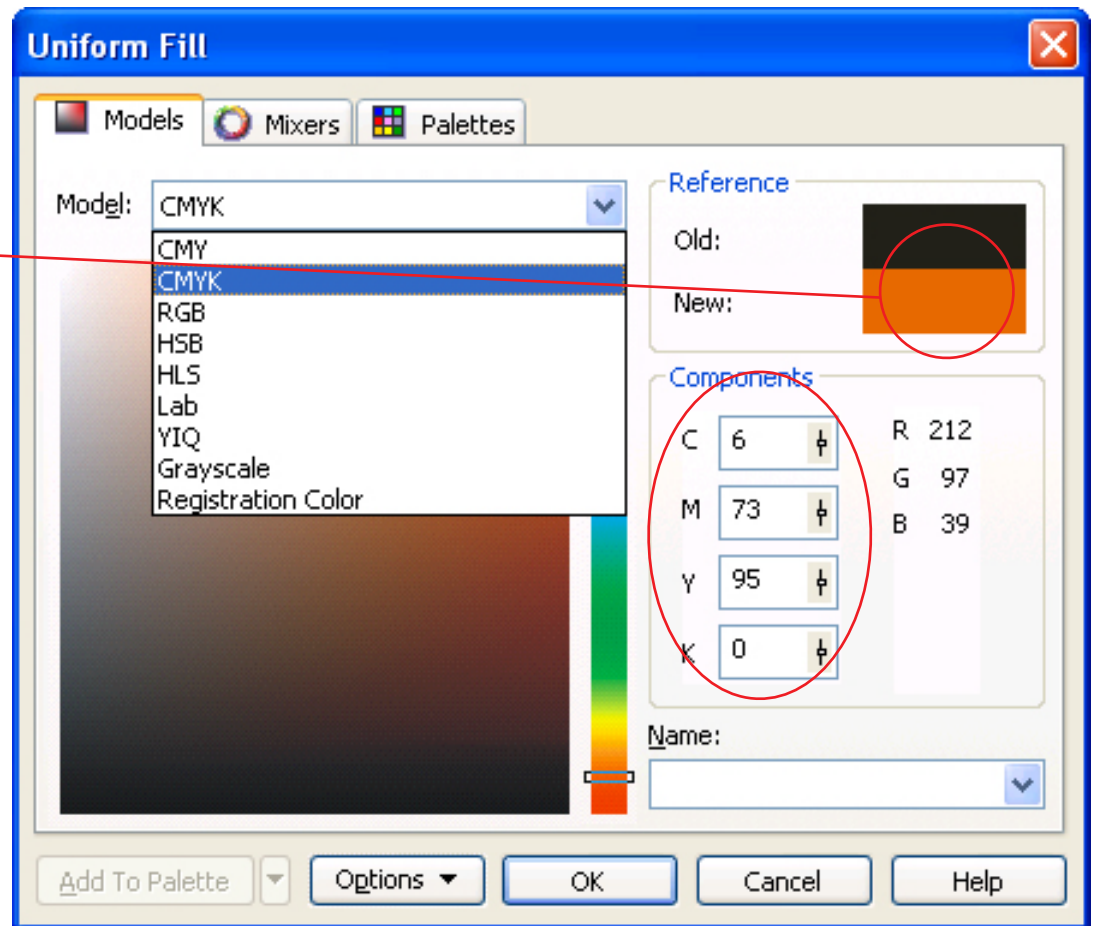 Uniform Fill
Models Mixers Palettes
Model: CMYK
CMY
CMYK
RGB
HSB
HLS
Lab
YIQ
Grayscale
Registration Color
Reference
Old:
New:
Components
C 6 R 212
G 97
M 73 B 39
Y 95
K 0
Name:
Add To Palette Options OK Cancel Help